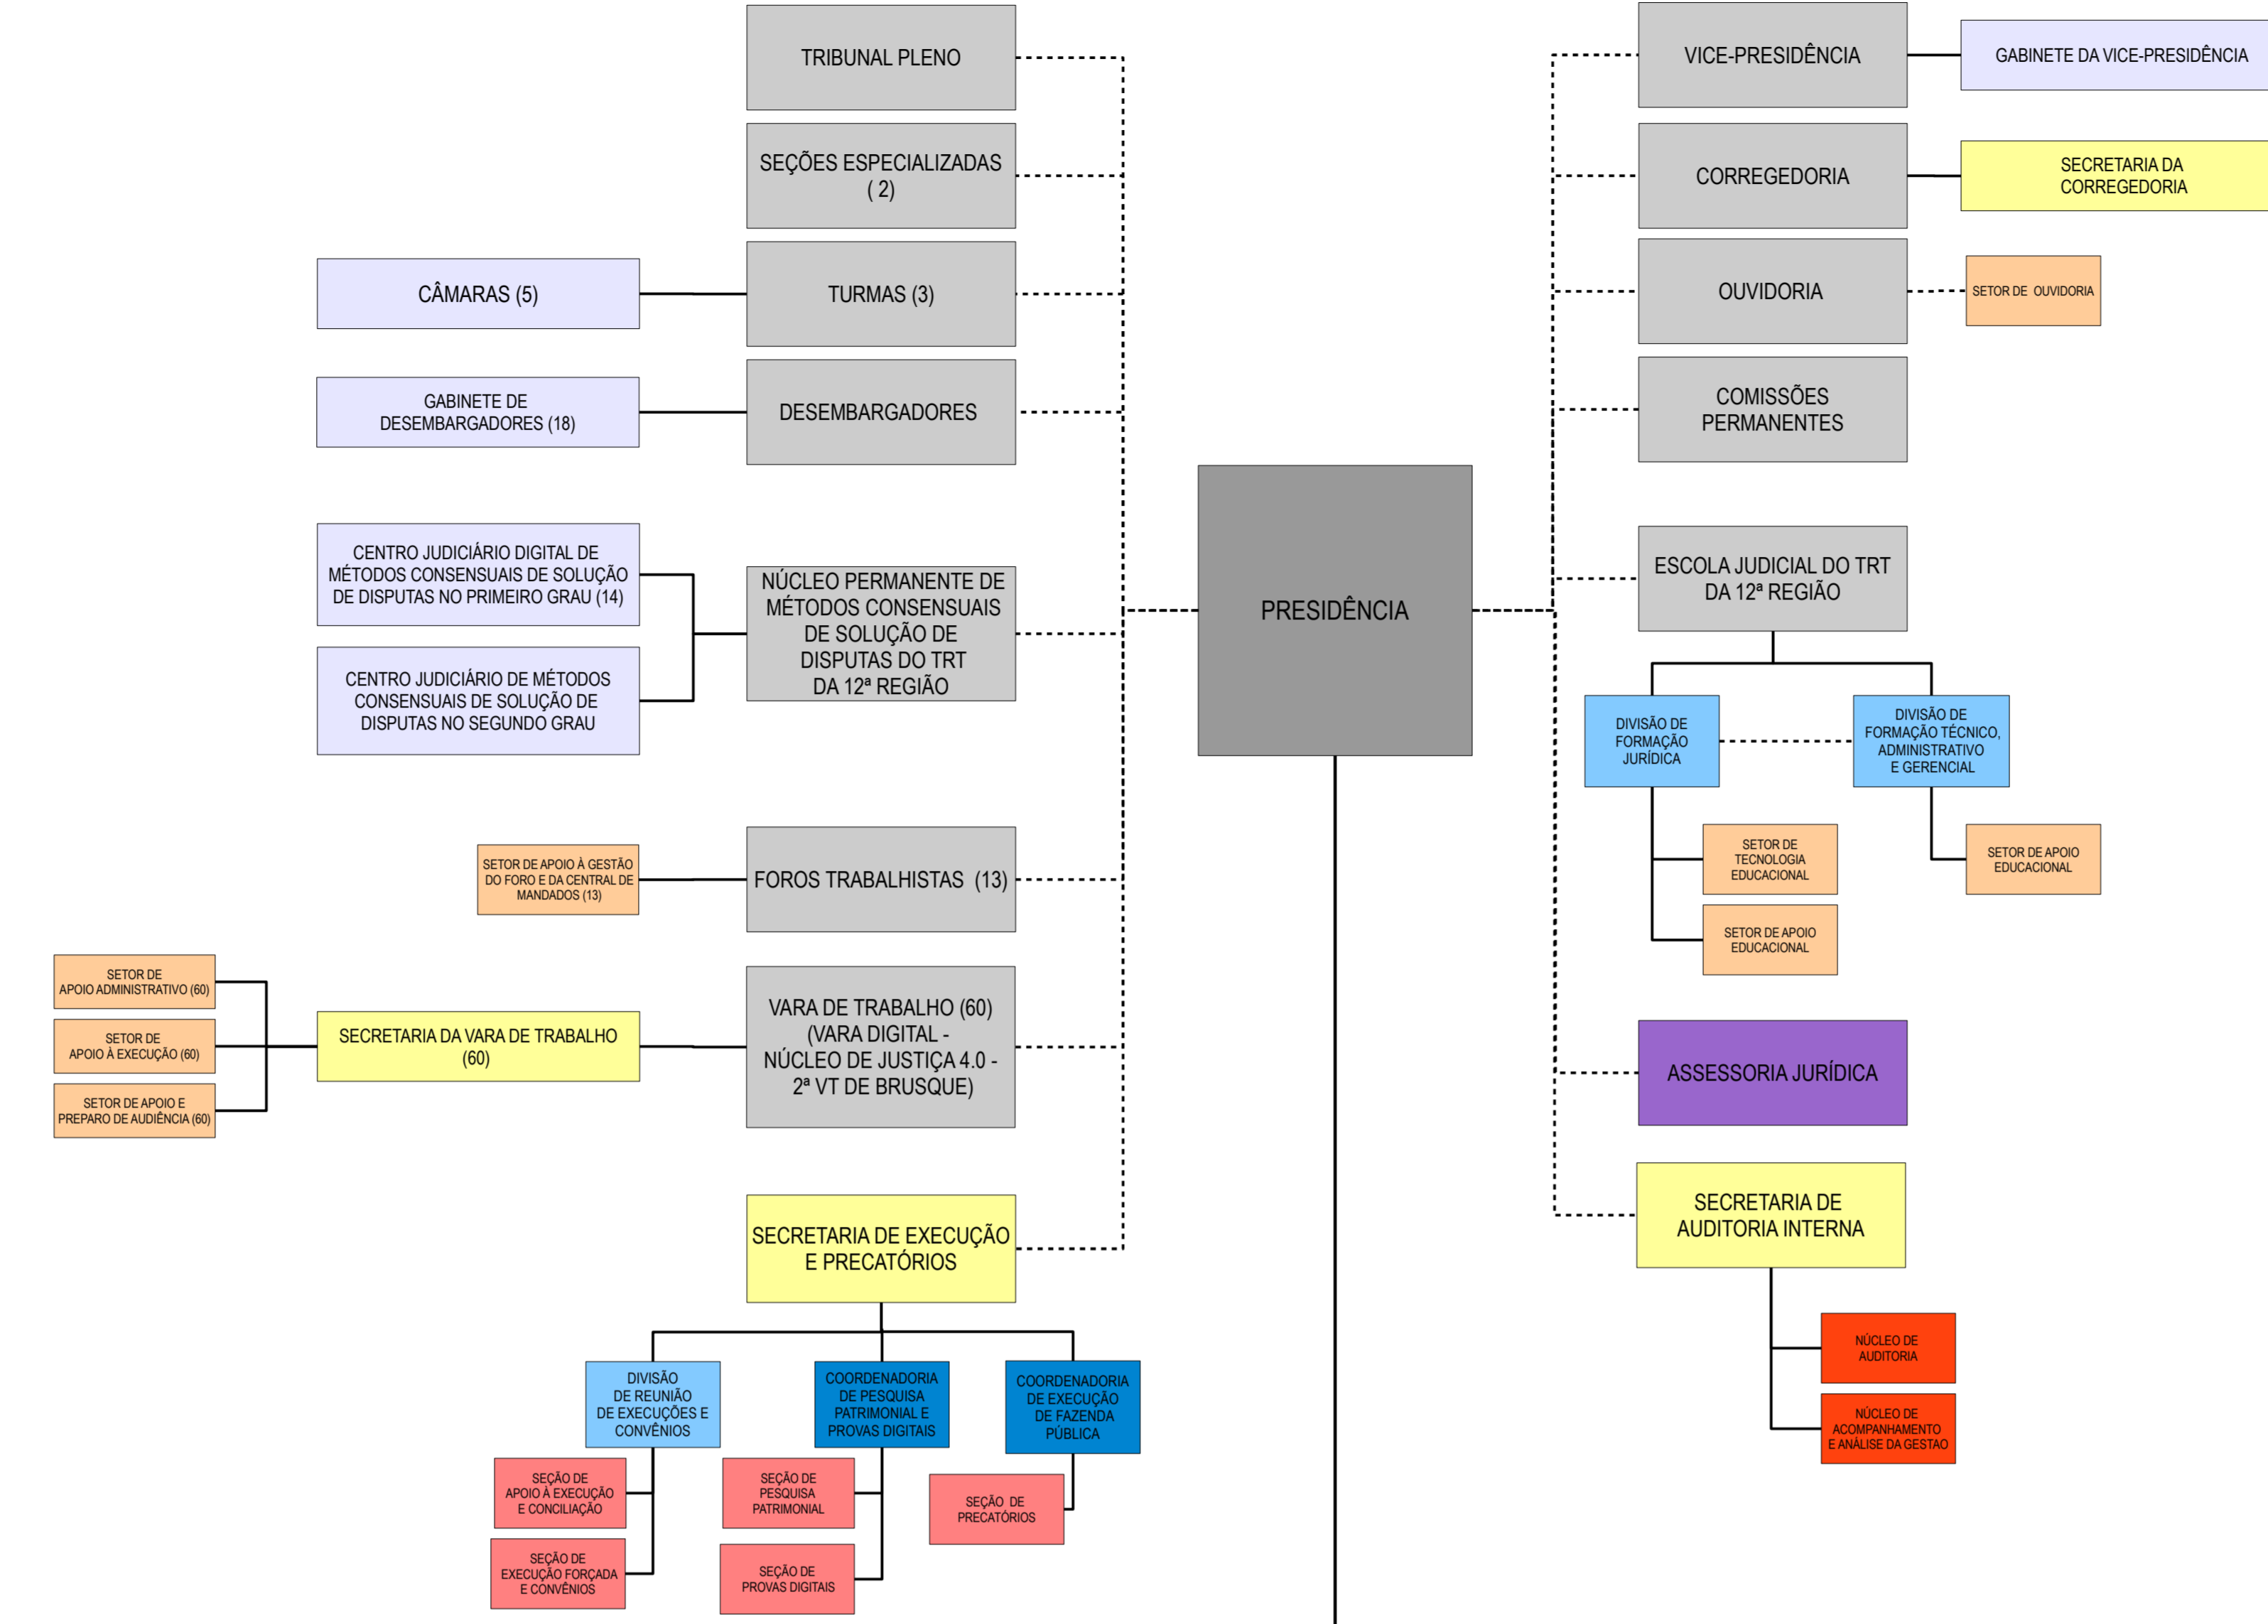 TRIBUNAL PLENO
SEÇÕES ESPECIALIZADAS
( 2)
CÂMARAS (5)
TURMAS (3)
GABINETE DE
DESEMBARGADORES (18)
DESEMBARGADORES
CENTRO JUDICIÁRIO DIGITAL DE
MÉTODOS CONSENSUAIS DE SOLUÇÃO
DE DISPUTAS NO PRIMEIRO GRAU (14)
CENTRO JUDICIÁRIO DE MÉTODOS
CONSENSUAIS DE SOLUÇÃO DE
DISPUTAS NO SEGUNDO GRAU
NÚCLEO PERMANENTE DE
MÉTODOS CONSENSUAIS
DE SOLUÇÃO DE
DISPUTAS DO TRT
DA 12ª REGIÃO
SETOR DE APOIO À GESTÃO
DO FORO E DA CENTRAL DE
MANDADOS (13)
FOROS TRABALHISTAS (13)
SETOR DE
APOIO ADMINISTRATIVO (60)
SETOR DE
APOIO À EXECUÇÃO (60)
SETOR DE APOIO E
PREPARO DE AUDIÊNCIA (60)
SECRETARIA DA VARA DE TRABALHO
(60)
VARA DE TRABALHO (60)
(VARA DIGITAL -
NÚCLEO DE JUSTIÇA 4.0 -
2ª VT DE BRUSQUE)
SECRETARIA DE EXECUÇÃO
E PRECATÓRIOS
DIVISÃO
DE REUNIÃO
DE EXECUÇÕES E
CONVÊNIOS
COORDENADORIA
DE PESQUISA
PATRIMONIAL E
PROVAS DIGITAIS
COORDENADORIA
DE EXECUÇÃO
DE FAZENDA
PÚBLICA
SEÇÃO DE
APOIO À EXECUÇÃO
E CONCILIAÇÃO
SEÇÃO DE
EXECUÇÃO FORÇADA
E CONVÊNIOS
SEÇÃO DE
PESQUISA
PATRIMONIAL
SEÇÃO DE
PROVAS DIGITAIS
SEÇÃO DE
PRECATÓRIOS
PRESIDÊNCIA
VICE-PRESIDÊNCIA
GABINETE DA VICE-PRESIDÊNCIA
CORREGEDORIA
SECRETARIA DA
CORREGEDORIA
OUVIDORIA
SETOR DE OUVIDORIA
COMISSÕES
PERMANENTES
ESCOLA JUDICIAL DO TRT
DA 12ª REGIÃO
DIVISÃO DE
FORMAÇÃO
JURÍDICA
DIVISÃO DE
FORMAÇÃO TÉCNICO,
ADMINISTRATIVO
E GERENCIAL
SETOR DE
TECNOLOGIA
EDUCACIONAL
SETOR DE APOIO
EDUCACIONAL
SETOR DE APOIO
EDUCACIONAL
ASSESSORIA JURÍDICA
SECRETARIA DE
AUDITORIA INTERNA
NÚCLEO DE
AUDITORIA
NÚCLEO DE
ACOMPANHAMENTO
E ANÁLISE DA GESTAO